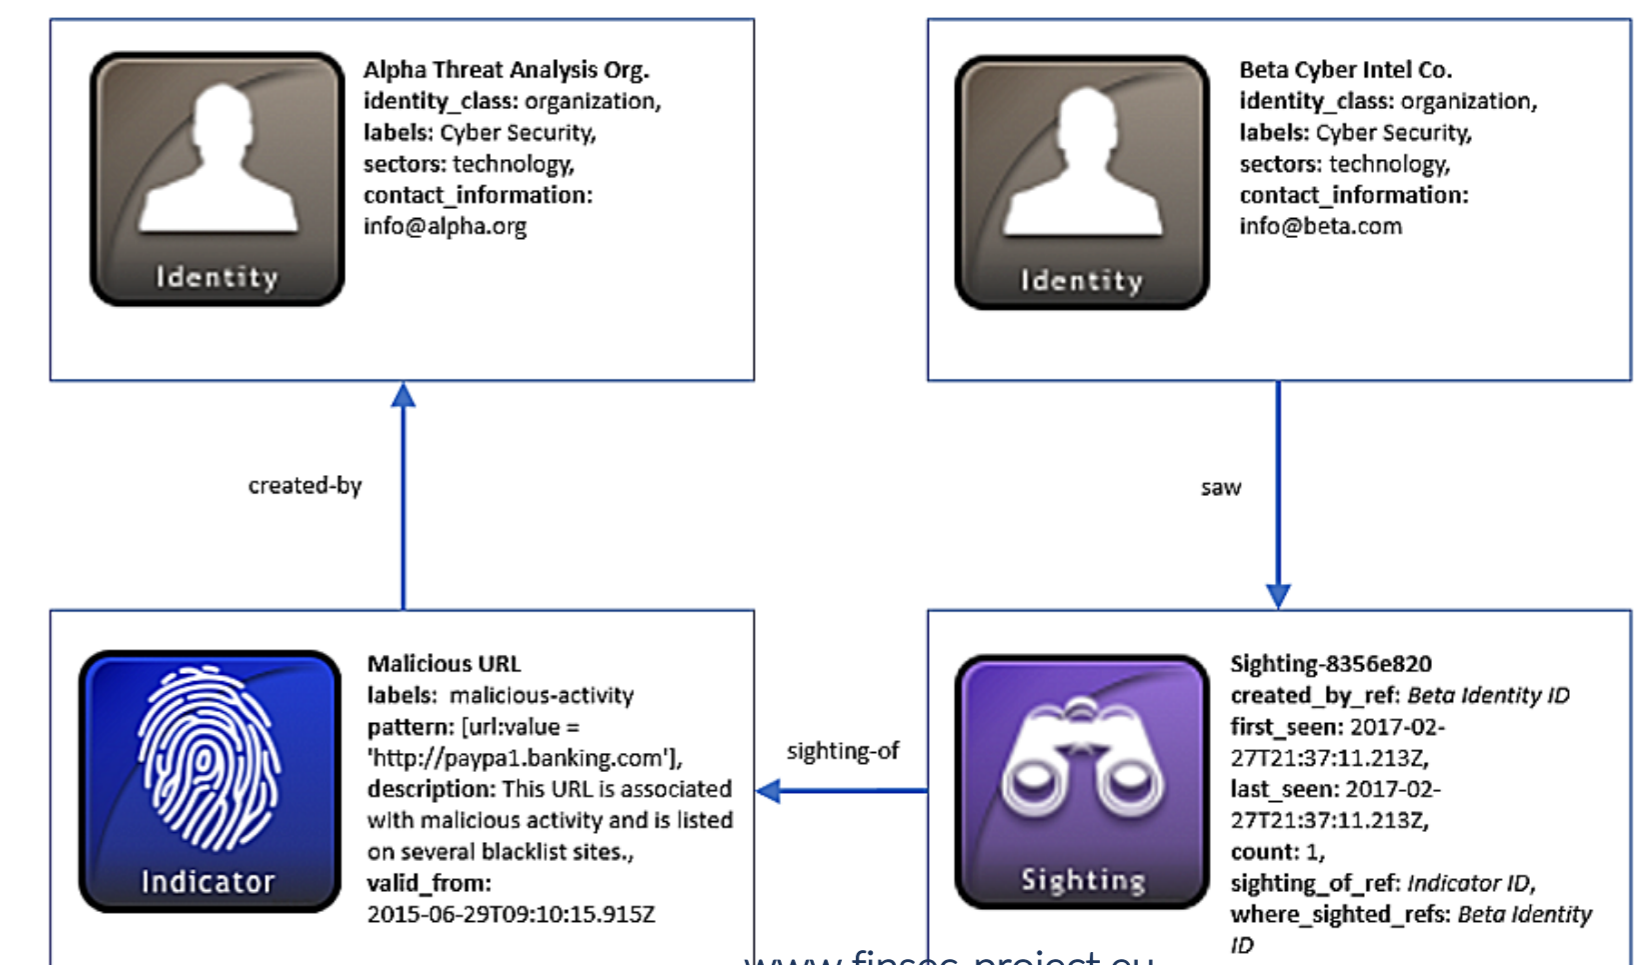 Alpha Threat Analysis Org.
identity_class: organization,
labels: Cyber Security,
sectors: technology,
contact_information:
info@alpha.org
Identity
Beta Cyber Intel Co.
identity_class: organization,
labels: Cyber Security,
sectors: technology,
contact_information:
info@beta.com
Identity
created-by
saw
Malicious URL
labels: malicious-activity
pattern: [url:value =
'http://paypa1.banking.com'],
description: This URL is associated
with malicious activity and is listed
on several blacklist sites.,
valid_from:
2015-06-29T09:10:15.915Z
Indicator
sighting-of
Sighting-8356e820
created_by_ref: Beta Identity ID
first_seen: 2017-02-
27T21:37:11.213Z,
last_seen: 2017-02-
27T21:37:11.213Z,
count: 1,
sighting_of_ref: Indicator ID,
where_sighted_refs: Beta Identity
ID
Sighting
www.finsec-project.eu